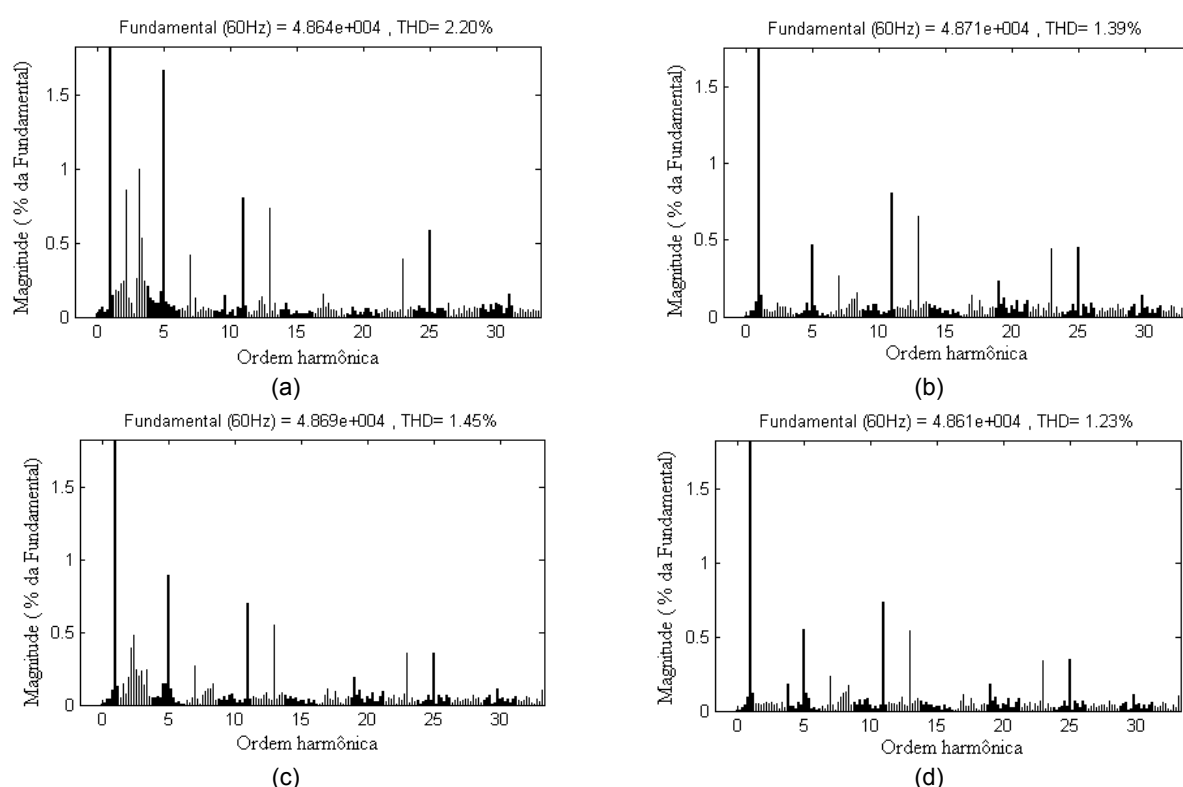 Fundamental (60Hz) = 4.864e+004 , THD= 2.20%
Magnitude ( % da Fundamental)
1.5
1
0.5
0
0 5 10 15 20 25 30
Ordem harmônica
(a)
Fundamental (60Hz) = 4.871e+004 , THD= 1.39%
Magnitude ( % da Fundamental)
1.5
1
0.5
0
0 5 10 15 20 25 30
Ordem harmônica
(b)
Fundamental (60Hz) = 4.869e+004 , THD= 1.45%
Magnitude ( % da Fundamental)
1.5
1
0.5
0
0 5 10 15 20 25 30
Ordem harmônica
(c)
Fundamental (60Hz) = 4.861e+004 , THD= 1.23%
Magnitude ( % da Fundamental)
1.5
1
0.5
0
0 5 10 15 20 25 30
Ordem harmônica
(d)